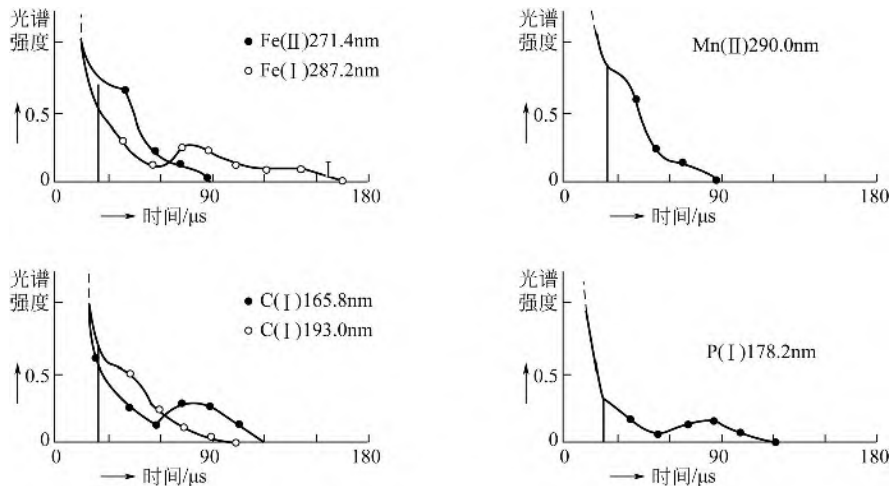 光谱
强度
0.5
0
0
90
180
时间/μs
Fe(Ⅱ)271.4nm
Fe(Ⅰ)287.2nm
Ⅰ
0.5
0
0
90
180
时间/μs
光谱
强度
Mn(Ⅱ)290.0nm
光谱
强度
0.5
0
0
90
180
时间/μs
C(Ⅰ)165.8nm
C(Ⅰ)193.0nm
光谱
强度
0.5
0
0
90
180
时间/μs
P(Ⅰ)178.2nm